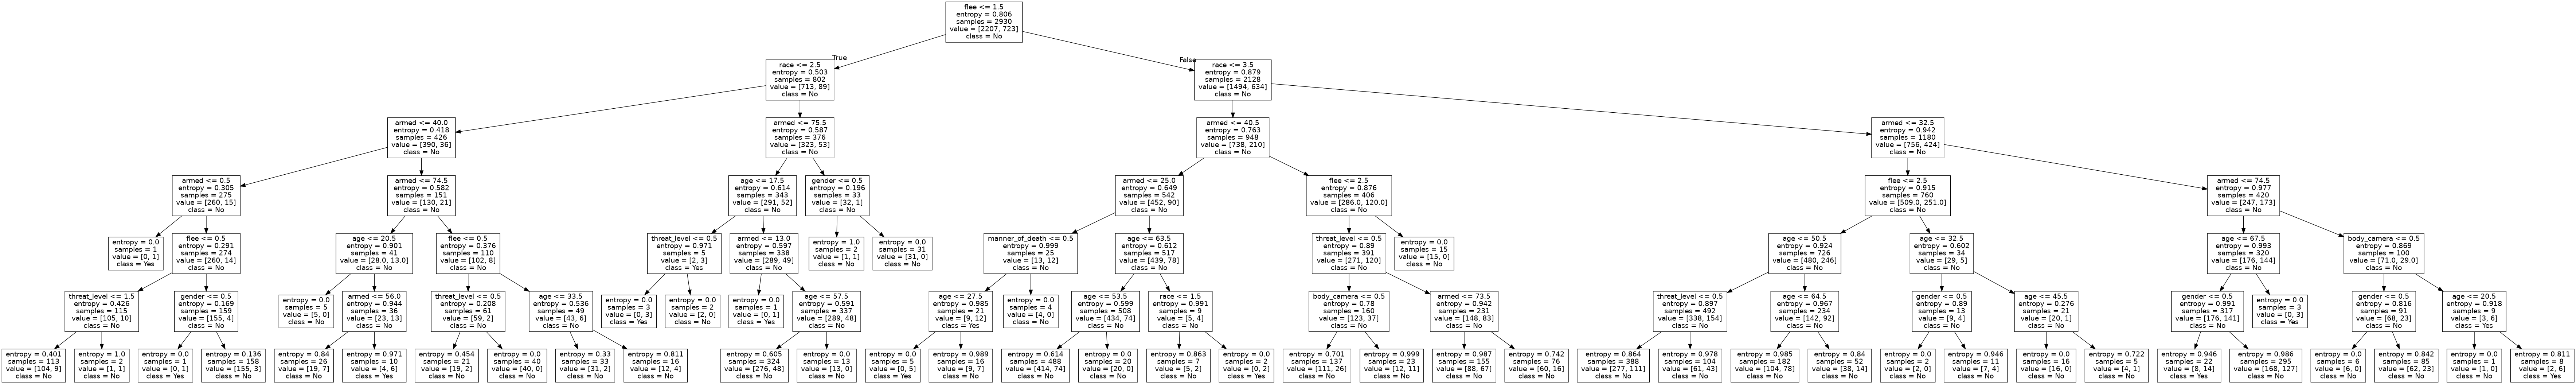 flee <= 1.5
entropy = 0.806
samples = 2930
value = [2207, 723]
class = No
True
False
race <= 2.5
entropy = 0.503
samples = 802
value = [713, 89]
class = No
race <= 3.5
entropy = 0.879
samples = 2128
value = [1494, 634]
class = No
armed <= 40.0
entropy = 0.418
samples = 426
value = [390, 36]
class = No
armed <= 75.5
entropy = 0.587
samples = 376
value = [323, 53]
class = No
armed <= 40.5
entropy = 0.763
samples = 948
value = [738, 210]
class = No
armed <= 32.5
entropy = 0.942
samples = 1180
value = [756, 424]
class = No
armed <= 0.5
entropy = 0.305
samples = 275
value = [260, 15]
class = No
armed <= 74.5
entropy = 0.582
samples = 151
value = [130, 21]
class = No
age <= 17.5
entropy = 0.614
samples = 343
value = [291, 52]
class = No
gender <= 0.5
entropy = 0.196
samples = 33
value = [32, 1]
class = No
armed <= 25.0
entropy = 0.649
samples = 542
value = [452, 90]
class = No
flee <= 2.5
entropy = 0.876
samples = 406
value = [286.0, 120.0]
class = No
flee <= 2.5
entropy = 0.915
samples = 760
value = [509.0, 251.0]
class = No
armed <= 74.5
entropy = 0.977
samples = 420
value = [247, 173]
class = No
entropy = 0.0
samples = 1
value = [0, 1]
class = Yes
flee <= 0.5
entropy = 0.291
samples = 274
value = [260, 14]
class = No
age <= 20.5
entropy = 0.901
samples = 41
value = [28.0, 13.0]
class = No
flee <= 0.5
entropy = 0.376
samples = 110
value = [102, 8]
class = No
threat_level <= 0.5
entropy = 0.971
samples = 5
value = [2, 3]
class = Yes
armed <= 13.0
entropy = 0.597
samples = 338
value = [289, 49]
class = No
entropy = 1.0
samples = 2
value = [1, 1]
class = No
entropy = 0.0
samples = 31
value = [31, 0]
class = No
manner_of_death <= 0.5
entropy = 0.999
samples = 25
value = [13, 12]
class = No
age <= 63.5
entropy = 0.612
samples = 517
value = [439, 78]
class = No
threat_level <= 0.5
entropy = 0.89
samples = 391
value = [271, 120]
class = No
entropy = 0.0
samples = 15
value = [15, 0]
class = No
age <= 50.5
entropy = 0.924
samples = 726
value = [480, 246]
class = No
age <= 32.5
entropy = 0.602
samples = 34
value = [29, 5]
class = No
age <= 67.5
entropy = 0.993
samples = 320
value = [176, 144]
class = No
body_camera <= 0.5
entropy = 0.869
samples = 100
value = [71.0, 29.0]
class = No
threat_level <= 1.5
entropy = 0.426
samples = 115
value = [105, 10]
class = No
gender <= 0.5
entropy = 0.169
samples = 159
value = [155, 4]
class = No
entropy = 0.0
samples = 5
value = [5, 0]
class = No
armed <= 56.0
entropy = 0.944
samples = 36
value = [23, 13]
class = No
threat_level <= 0.5
entropy = 0.208
samples = 61
value = [59, 2]
class = No
age <= 33.5
entropy = 0.536
samples = 49
value = [43, 6]
class = No
entropy = 0.0
samples = 3
value = [0, 3]
class = Yes
entropy = 0.0
samples = 2
value = [2, 0]
class = No
entropy = 0.0
samples = 1
value = [0, 1]
class = Yes
age <= 57.5
entropy = 0.591
samples = 337
value = [289, 48]
class = No
age <= 27.5
entropy = 0.985
samples = 21
value = [9, 12]
class = Yes
entropy = 0.0
samples = 4
value = [4, 0]
class = No
age <= 53.5
entropy = 0.599
samples = 508
value = [434, 74]
class = No
race <= 1.5
entropy = 0.991
samples = 9
value = [5, 4]
class = No
body_camera <= 0.5
entropy = 0.78
samples = 160
value = [123, 37]
class = No
armed <= 73.5
entropy = 0.942
samples = 231
value = [148, 83]
class = No
threat_level <= 0.5
entropy = 0.897
samples = 492
value = [338, 154]
class = No
age <= 64.5
entropy = 0.967
samples = 234
value = [142, 92]
class = No
gender <= 0.5
entropy = 0.89
samples = 13
value = [9, 4]
class = No
age <= 45.5
entropy = 0.276
samples = 21
value = [20, 1]
class = No
gender <= 0.5
entropy = 0.991
samples = 317
value = [176, 141]
class = No
entropy = 0.0
samples = 3
value = [0, 3]
class = Yes
gender <= 0.5
entropy = 0.816
samples = 91
value = [68, 23]
class = No
age <= 20.5
entropy = 0.918
samples = 9
value = [3, 6]
class = Yes
entropy = 0.401
samples = 113
value = [104, 9]
class = No
entropy = 1.0
samples = 2
value = [1, 1]
class = No
entropy = 0.0
samples = 1
value = [0, 1]
class = Yes
entropy = 0.136
samples = 158
value = [155, 3]
class = No
entropy = 0.84
samples = 26
value = [19, 7]
class = No
entropy = 0.971
samples = 10
value = [4, 6]
class = Yes
entropy = 0.454
samples = 21
value = [19, 2]
class = No
entropy = 0.0
samples = 40
value = [40, 0]
class = No
entropy = 0.33
samples = 33
value = [31, 2]
class = No
entropy = 0.811
samples = 16
value = [12, 4]
class = No
entropy = 0.605
samples = 324
value = [276, 48]
class = No
entropy = 0.0
samples = 13
value = [13, 0]
class = No
entropy = 0.0
samples = 5
value = [0, 5]
class = Yes
entropy = 0.989
samples = 16
value = [9, 7]
class = No
entropy = 0.614
samples = 488
value = [414, 74]
class = No
entropy = 0.0
samples = 20
value = [20, 0]
class = No
entropy = 0.863
samples = 7
value = [5, 2]
class = No
entropy = 0.0
samples = 2
value = [0, 2]
class = Yes
entropy = 0.701
samples = 137
value = [111, 26]
class = No
entropy = 0.999
samples = 23
value = [12, 11]
class = No
entropy = 0.987
samples = 155
value = [88, 67]
class = No
entropy = 0.742
samples = 76
value = [60, 16]
class = No
entropy = 0.864
samples = 388
value = [277, 111]
class = No
entropy = 0.978
samples = 104
value = [61, 43]
class = No
entropy = 0.985
samples = 182
value = [104, 78]
class = No
entropy = 0.84
samples = 52
value = [38, 14]
class = No
entropy = 0.0
samples = 2
value = [2, 0]
class = No
entropy = 0.946
samples = 11
value = [7, 4]
class = No
entropy = 0.0
samples = 16
value = [16, 0]
class = No
entropy = 0.722
samples = 5
value = [4, 1]
class = No
entropy = 0.946
samples = 22
value = [8, 14]
class = Yes
entropy = 0.986
samples = 295
value = [168, 127]
class = No
entropy = 0.0
samples = 6
value = [6, 0]
class = No
entropy = 0.842
samples = 85
value = [62, 23]
class = No
entropy = 0.0
samples = 1
value = [1, 0]
class = No
entropy = 0.811
samples = 8
value = [2, 6]
class = Yes